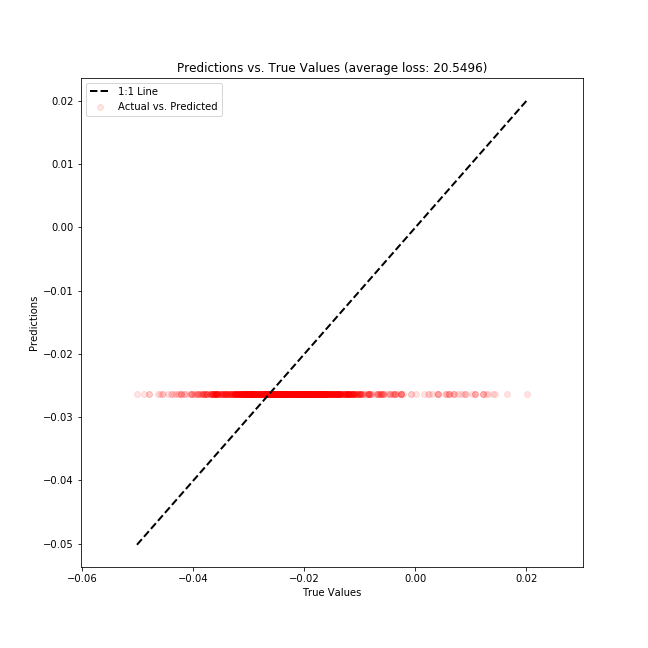 Predictions vs. True Values (average loss: 20.5496)
1:1 Line
Actual vs. Predicted
0.02
0.01
0.00
−0.01
−0.02
−0.03
−0.04
−0.05
Predictions
−0.06 −0.04 −0.02 0.00 0.02
True Values